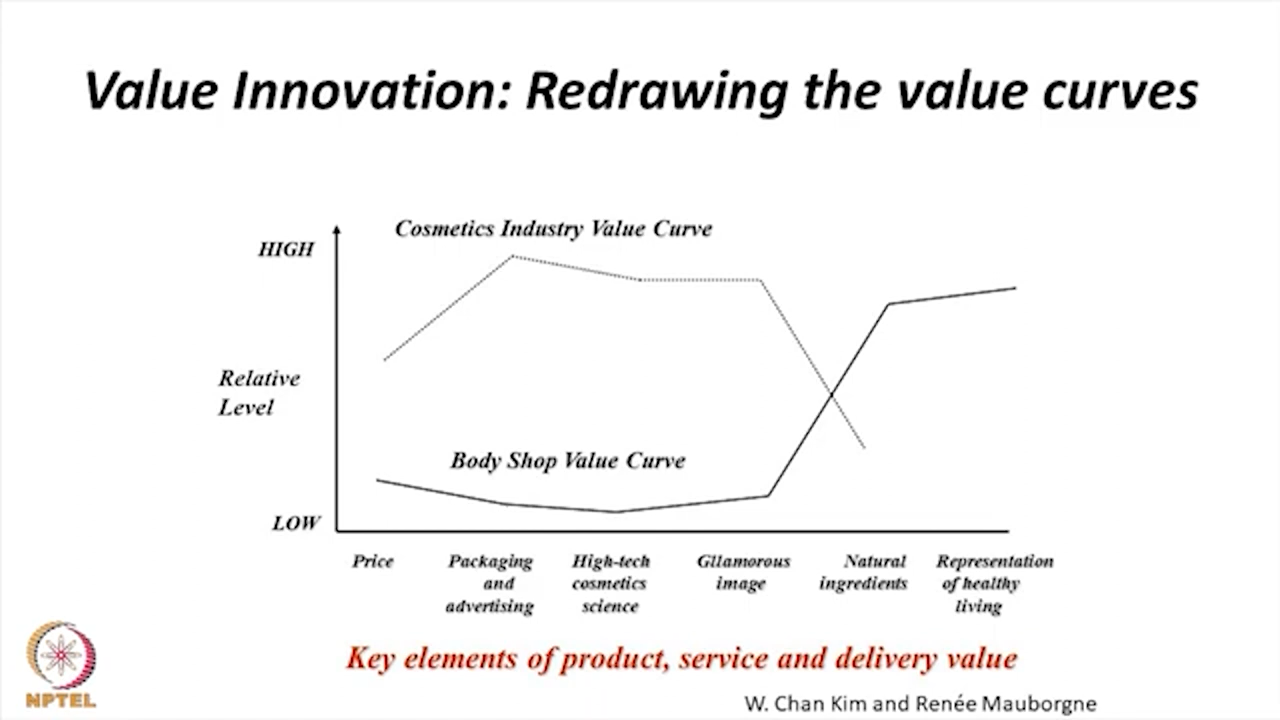 Value Innovation: Redrawing the value curves
Cosmetics Industry Value Curve
HIGH
Relative
Level
Body Shop Value Curve
LOW
Price
Packaging
and
advertising
High-tech
cosmetics
science
Gllamorous
image
Natural
ingredients
Representation
of healthy
living
Key elements of product, service and delivery value
NPTEL
W. Chan Kim and Renée Mauborgne